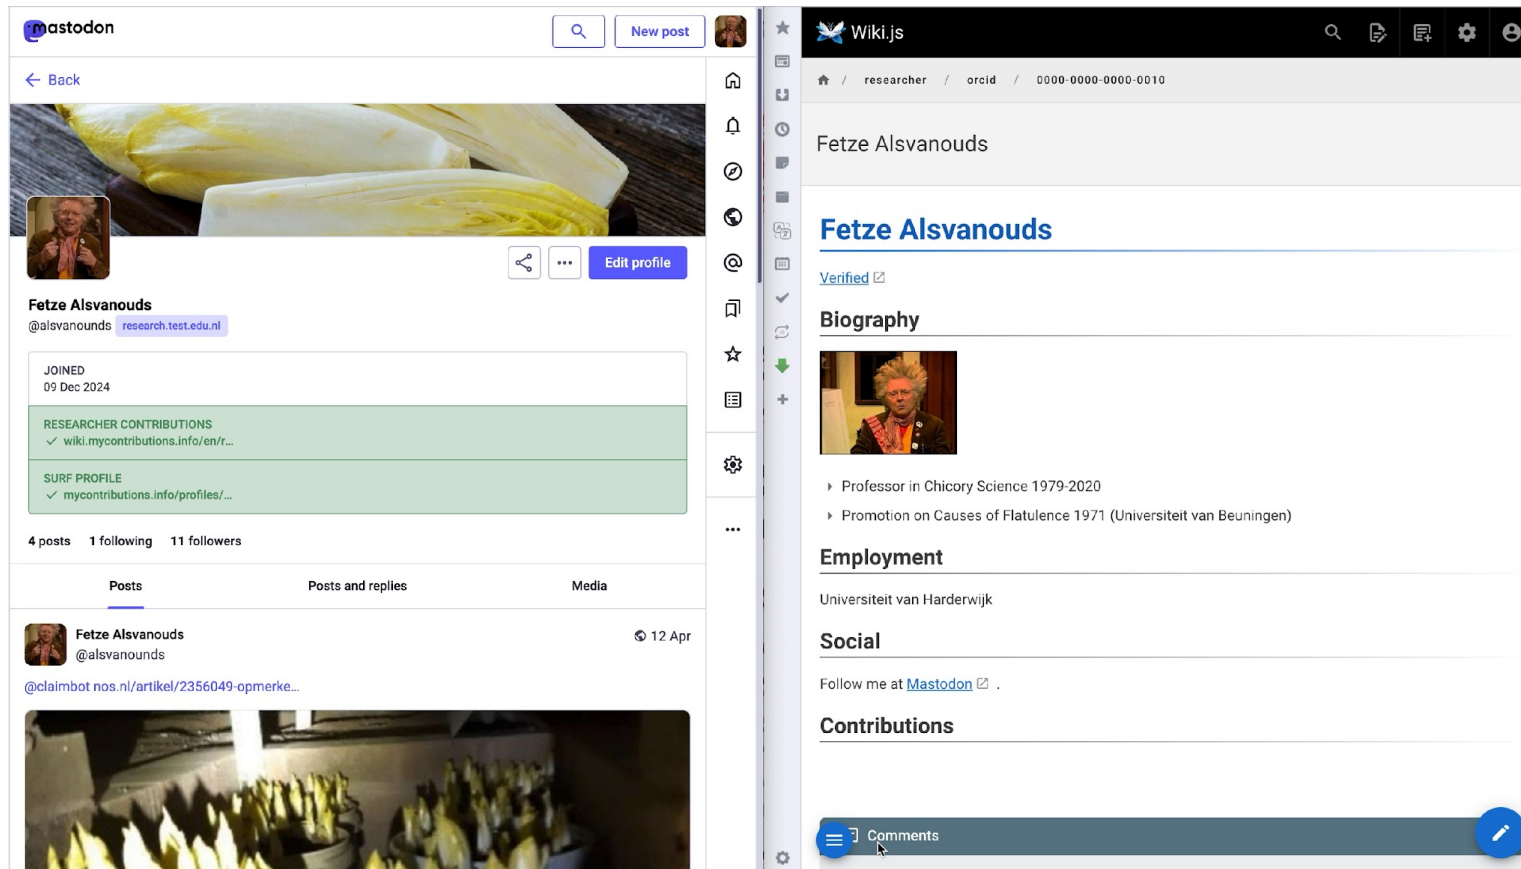 mastodon
New post
Back
Edit profile
Fetze Alsvanouds
@alsvanounds research.test.edu.nl
JOINED
09 Dec 2024
RESEARCHER CONTRIBUTIONS
wiki.mycontributions.info/en/r...
SURF PROFILE
mycontributions.info/profiles/...
4 posts 1 following 11 followers
Posts Posts and replies Media
Fetze Alsvanouds
12 Apr
@alsvanounds
@claimbot nos.nl/artikel/2356049-opmerke...
Wiki.js
/ researcher / orcid / 0000-0000-0000-0010
Fetze Alsvanouds
Fetze Alsvanouds
Verified
Biography
Professor in Chicory Science 1979-2020
Promotion on Causes of Flatulence 1971 (Universiteit van Beuningen)
Employment
Universiteit van Harderwijk
Social
Follow me at Mastodon .
Contributions
Comments